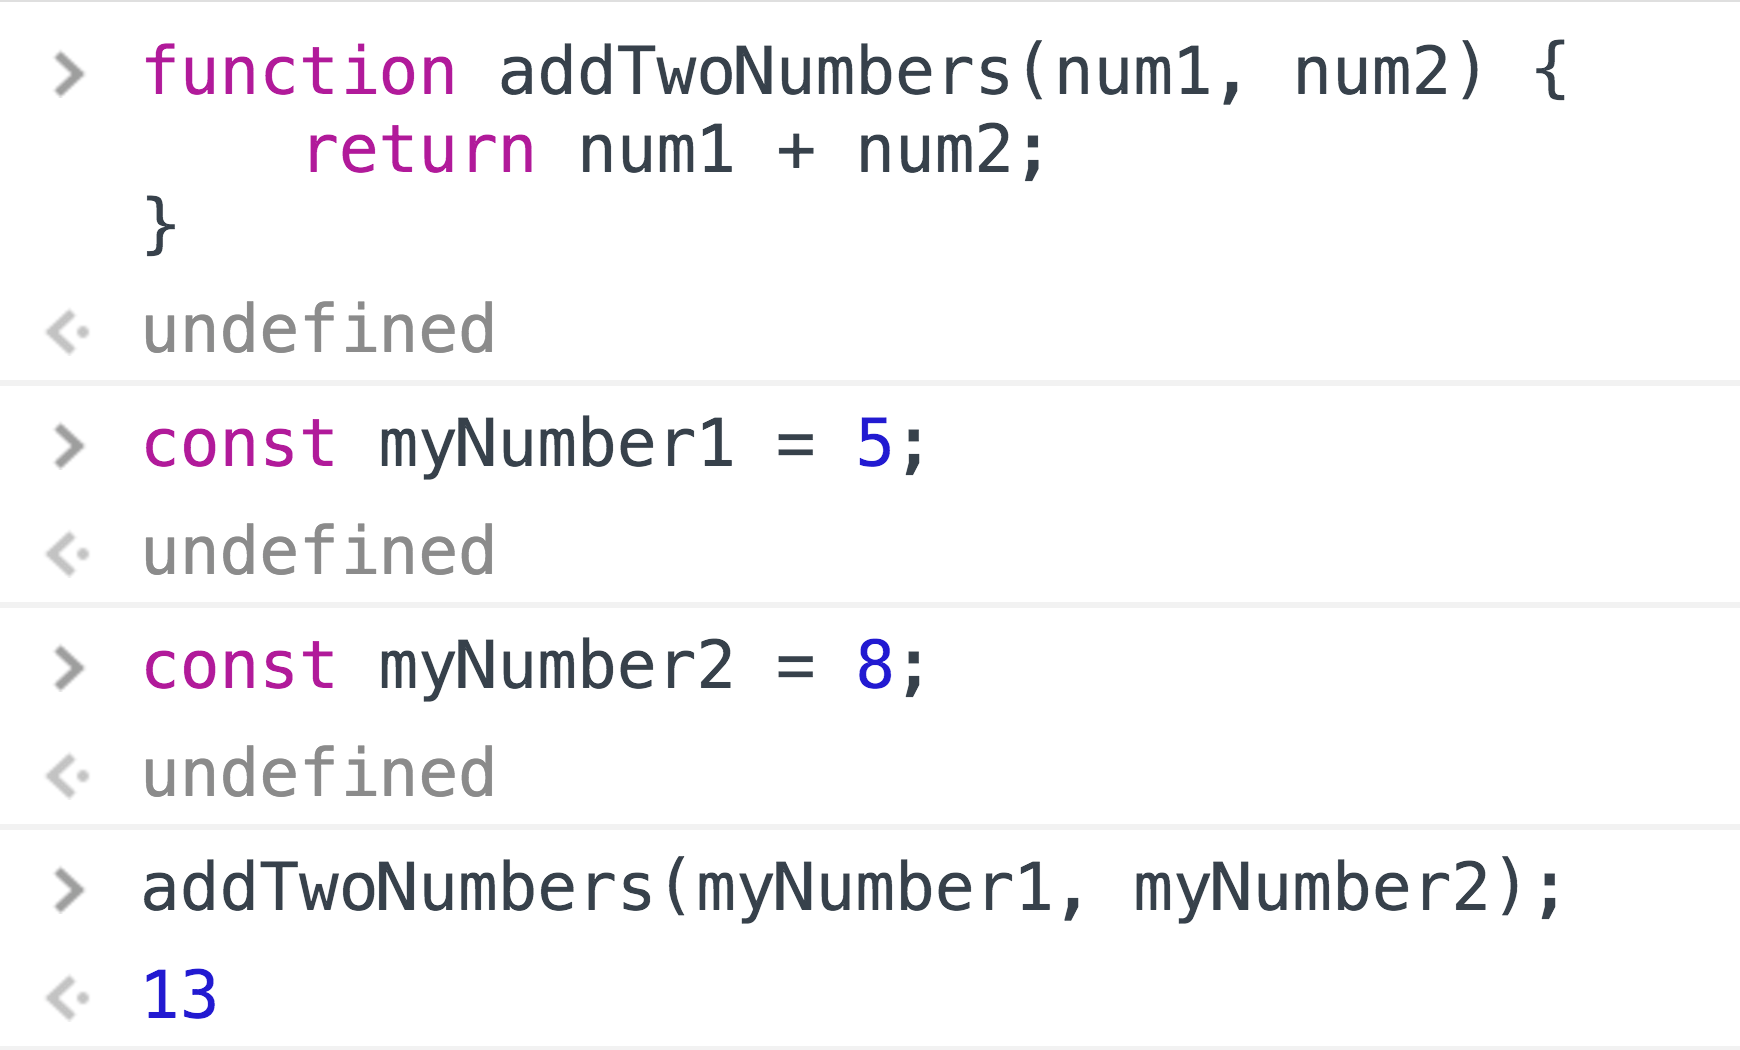 > function addTwoNumbers(num1, num2) {
      return num1 + num2;
  }
<· undefined
> const myNumber1 = 5;
<· undefined
> const myNumber2 = 8;
<· undefined
> addTwoNumbers(myNumber1, myNumber2);
<· 13